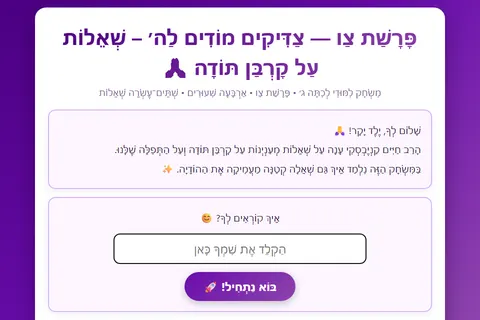 פָּרָשַׁת צַו — צַדִּיקִים מוֹדִים לַה׳ – שְׁאֵלוֹת
עַל קָרְבַּן תּוֹדָה 🙏
מִשְׂחַק לִמּוּדִי לְכִתָּה ג׳ • פָּרָשַׁת צַו • אַרְבָּעָה שִׁעוּרִים • שְׁתֵּים־עֶשְׂרֵה שְׁאֵלוֹת
שָׁלוֹם לְךָ, יֶלֶד יָקָר! 🙏
הָרַב חַיִּים קַנְיֶבְסְקִי עָנָה עַל שְׁאֵלוֹת מְעַנְיְנוֹת עַל קָרְבַּן תּוֹדָה וְעַל הַתְּפִלָּה שֶׁלָּנוּ.
בַּמִּשְׂחָק הַזֶּה נִלְמַד אֵיךְ גַּם שְׁאֵלָה קְטַנָּה מַעֲמִיקָה אֶת הַהוֹדָיָה. ✨
אֵיךְ קוֹרְאִים לְךָ? 😊
הַקְלֵד אֶת שִׁמְךָ כָּאן
בּוֹא נַתְחִיל! 🚀